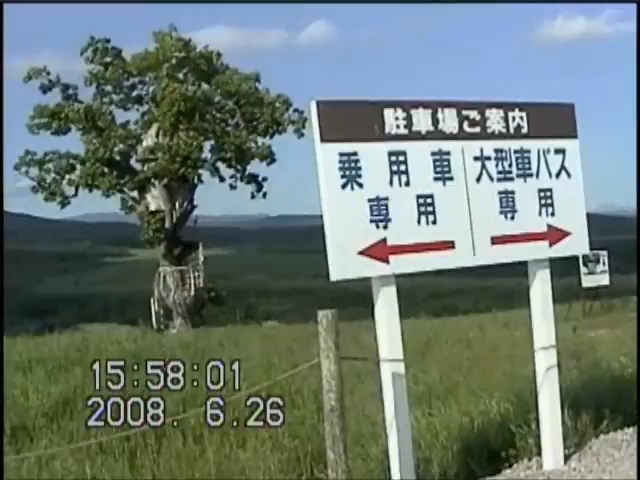 駐車場ご案内
乗用車
専用
大型車バス
専用
15:58:01
2008. 6.26